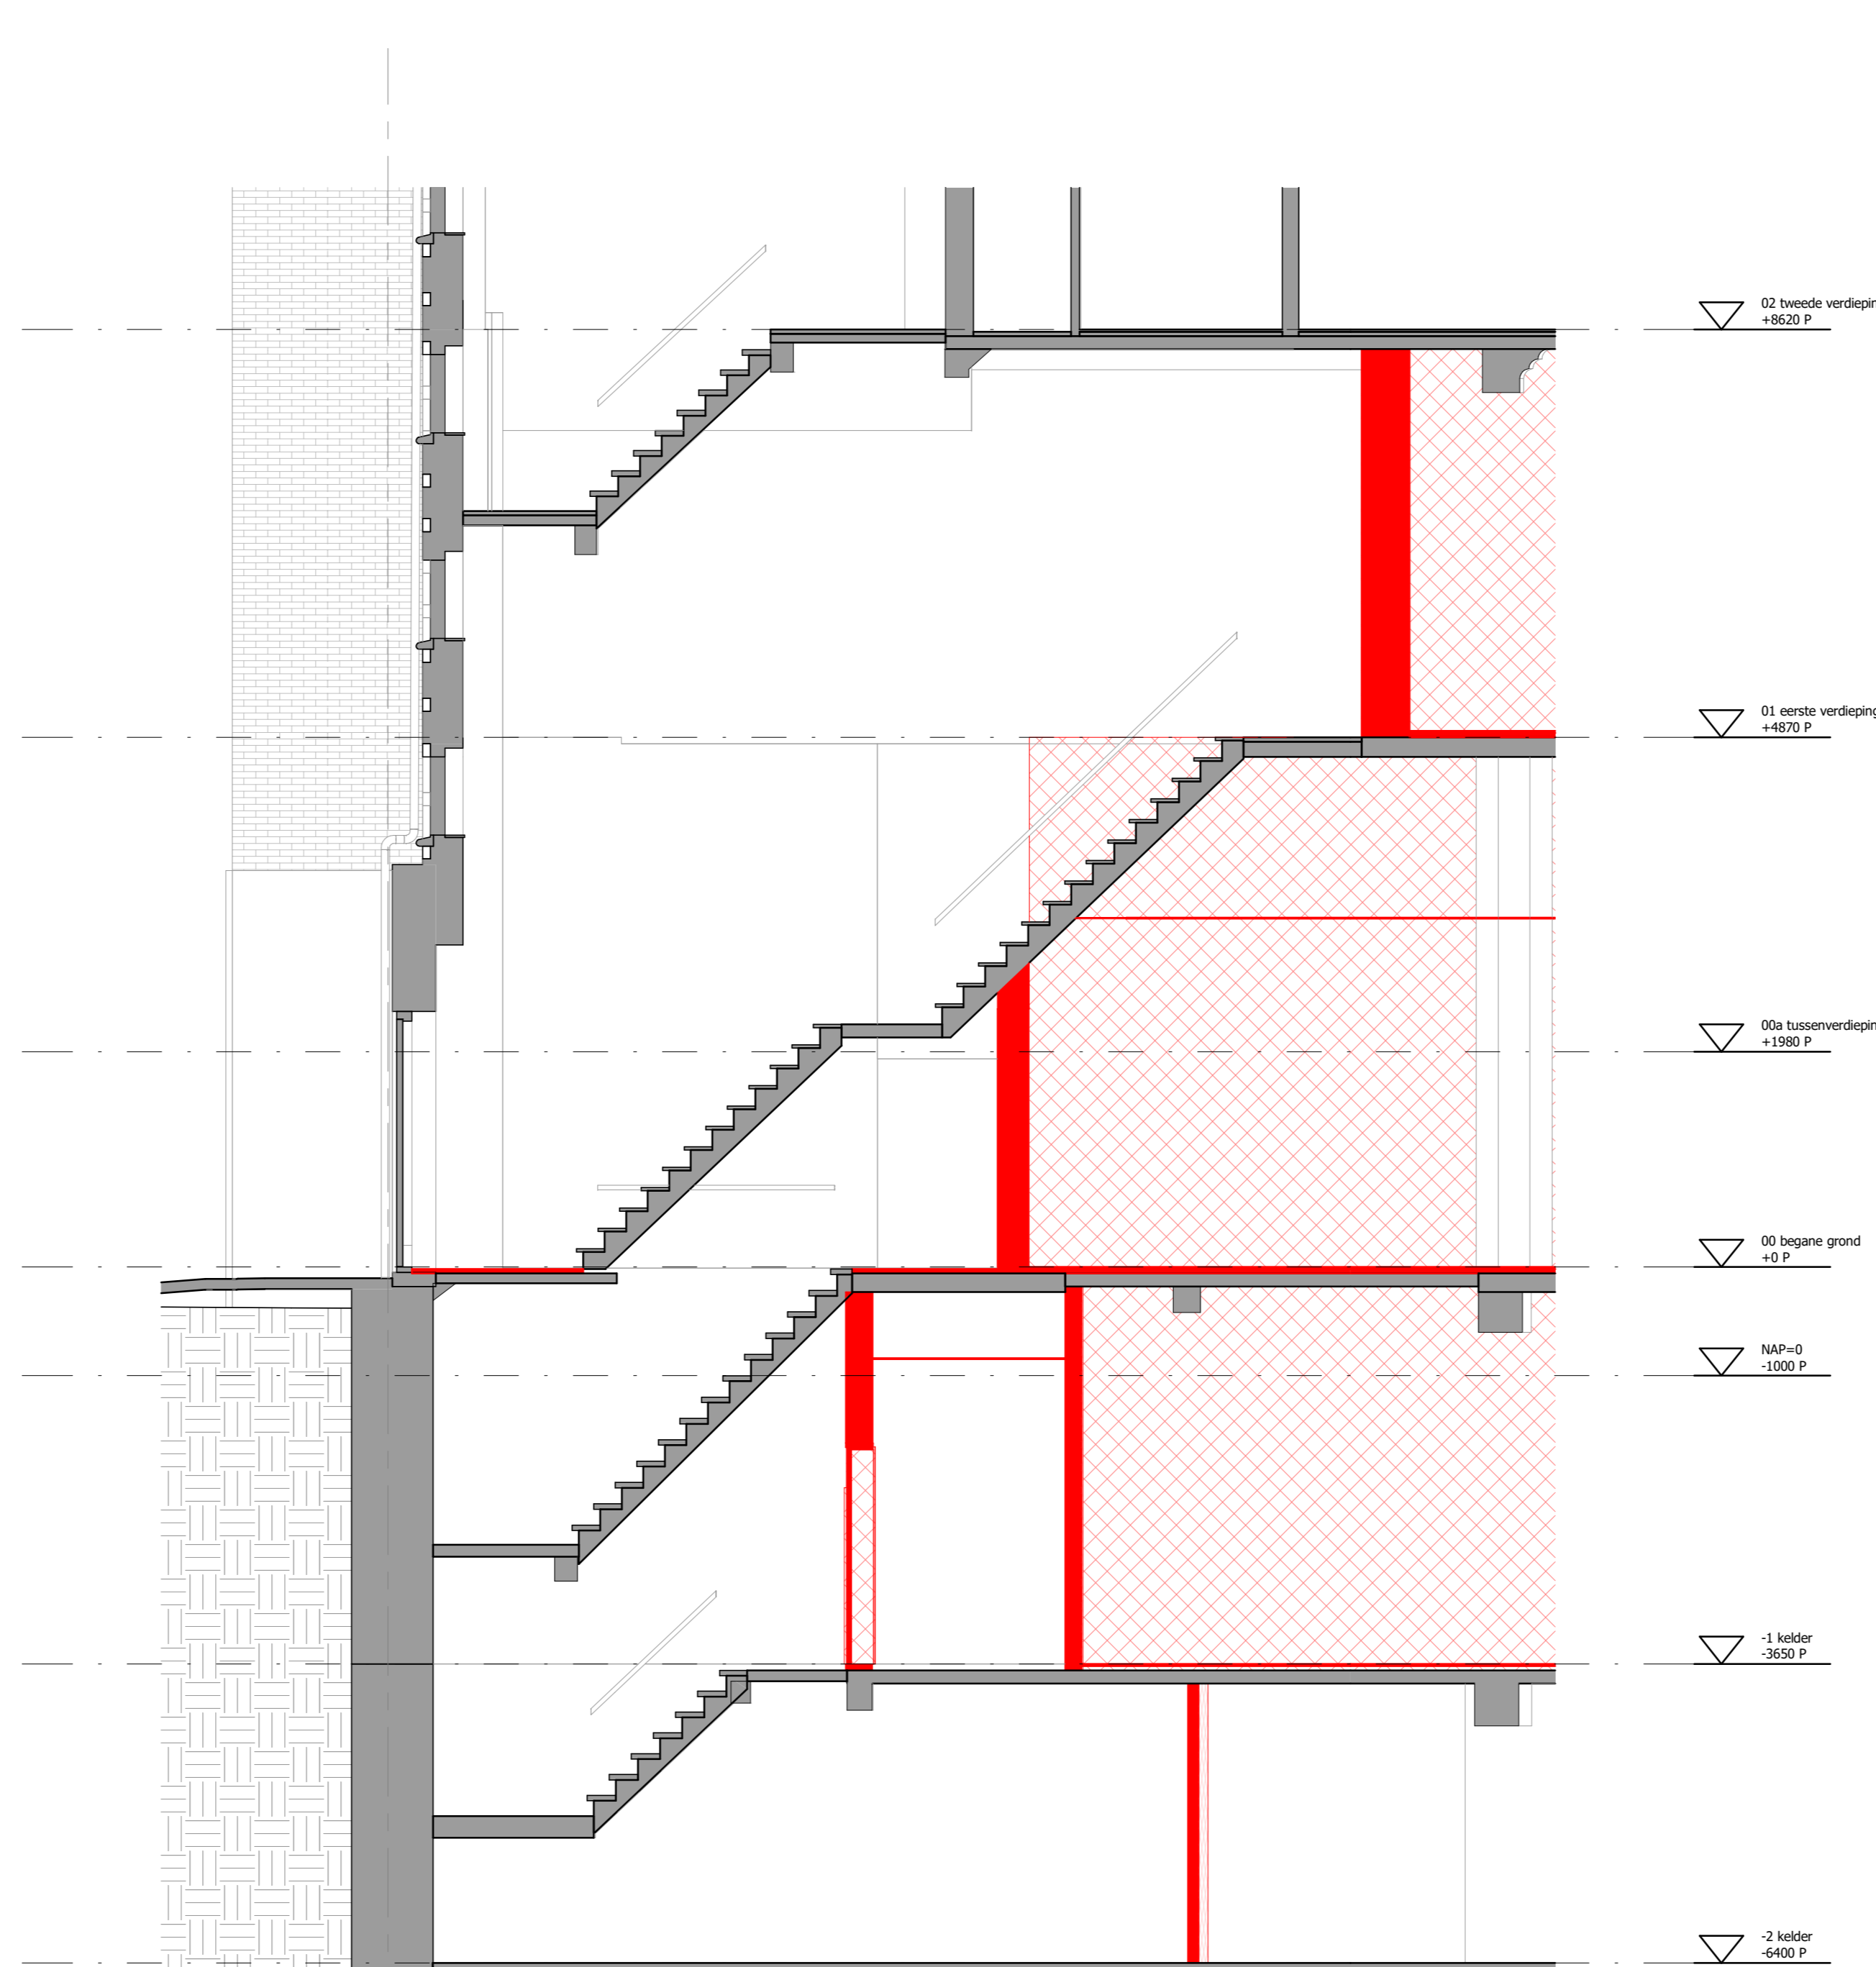 02 tweede verdiepin
+8620 P
01 eerste verdieping
+4870 P
00a tussenverdiepin
+1980 P
00 begane grond
+0 P
NAP=0
-1000 P
-1 kelder
-3650 P
-2 kelder
-6400 P